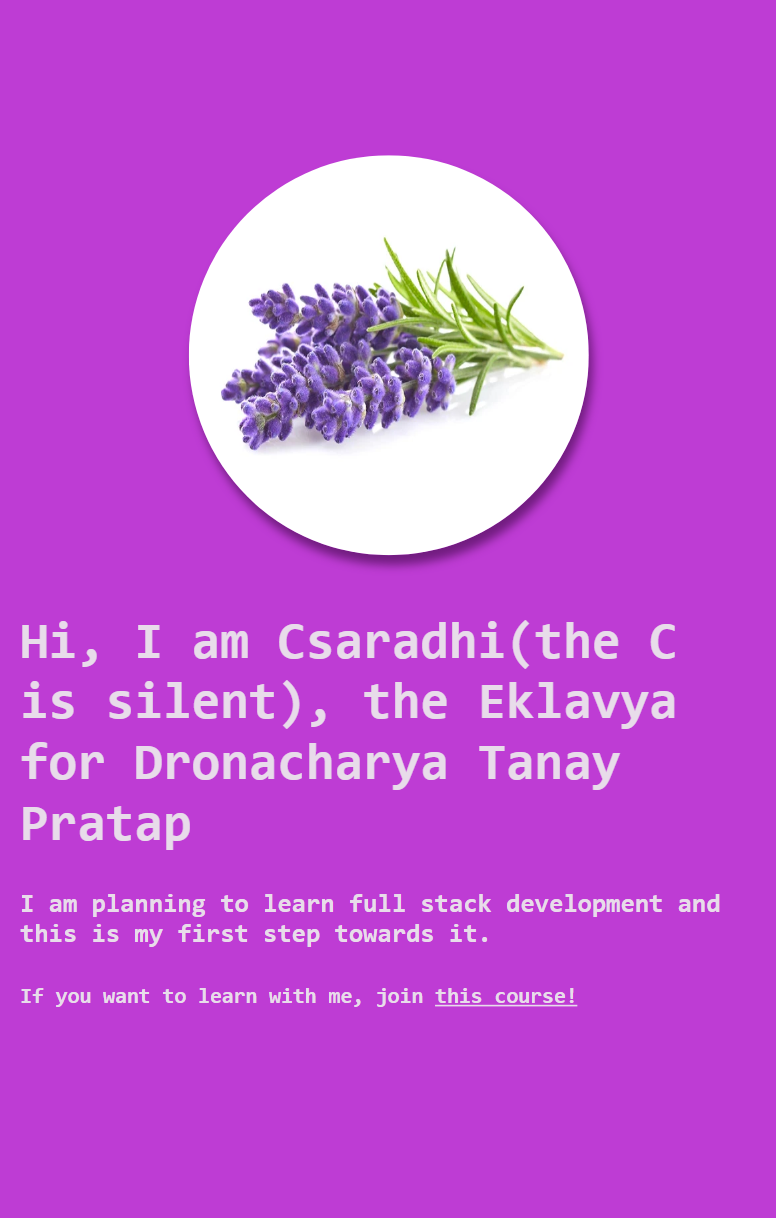 Hi, I am Csaradhi(the C
is silent), the Eklavya
for Dronacharya Tanay
Pratap
I am planning to learn full stack development and
this is my first step towards it.
If you want to learn with me, join this course!